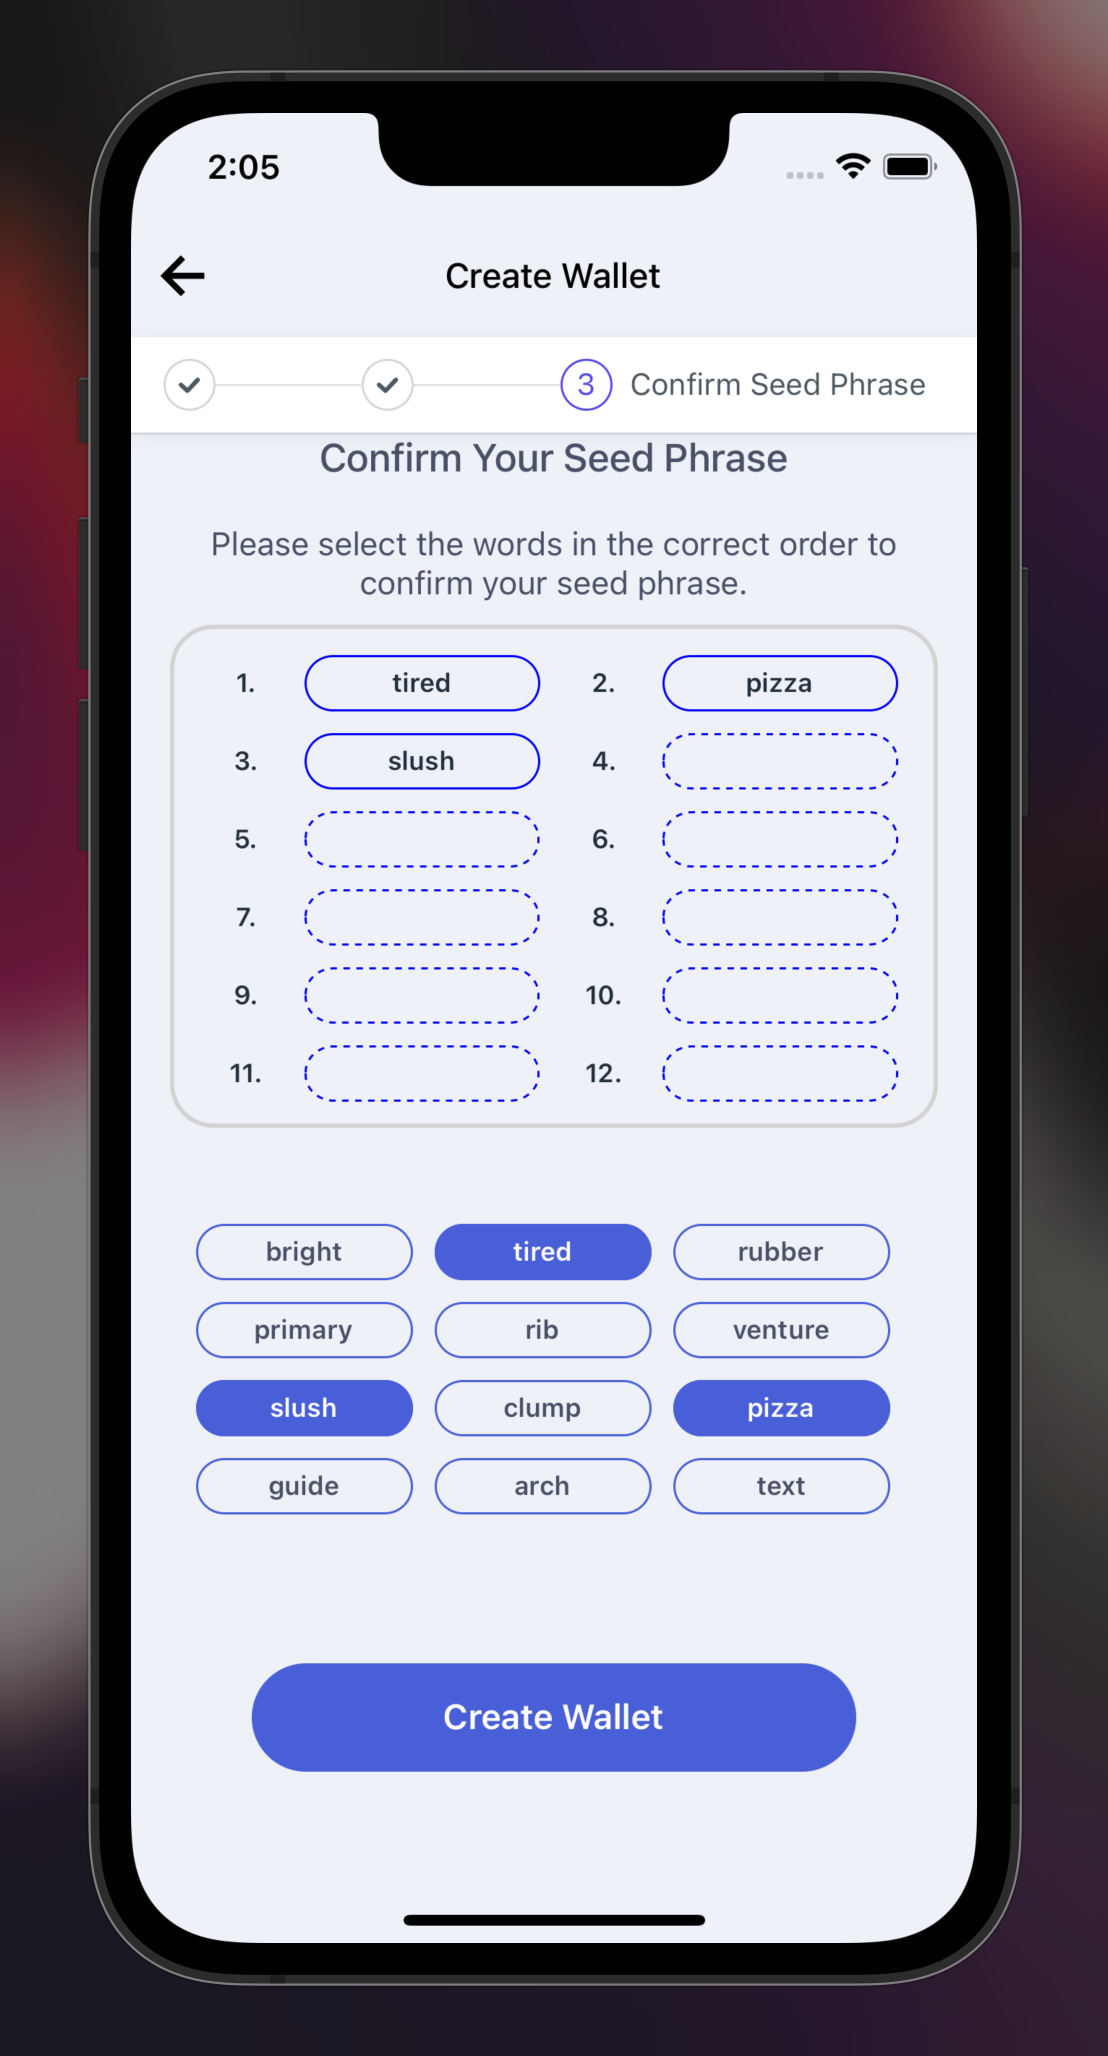 2:05
Create Wallet
3 Confirm Seed Phrase
Confirm Your Seed Phrase
Please select the words in the correct order to
confirm your seed phrase.
1. tired 2. pizza
3. slush 4.
5. 6.
7. 8.
9. 10.
11. 12.
bright tired rubber
primary rib venture
slush clump pizza
guide arch text
Create Wallet